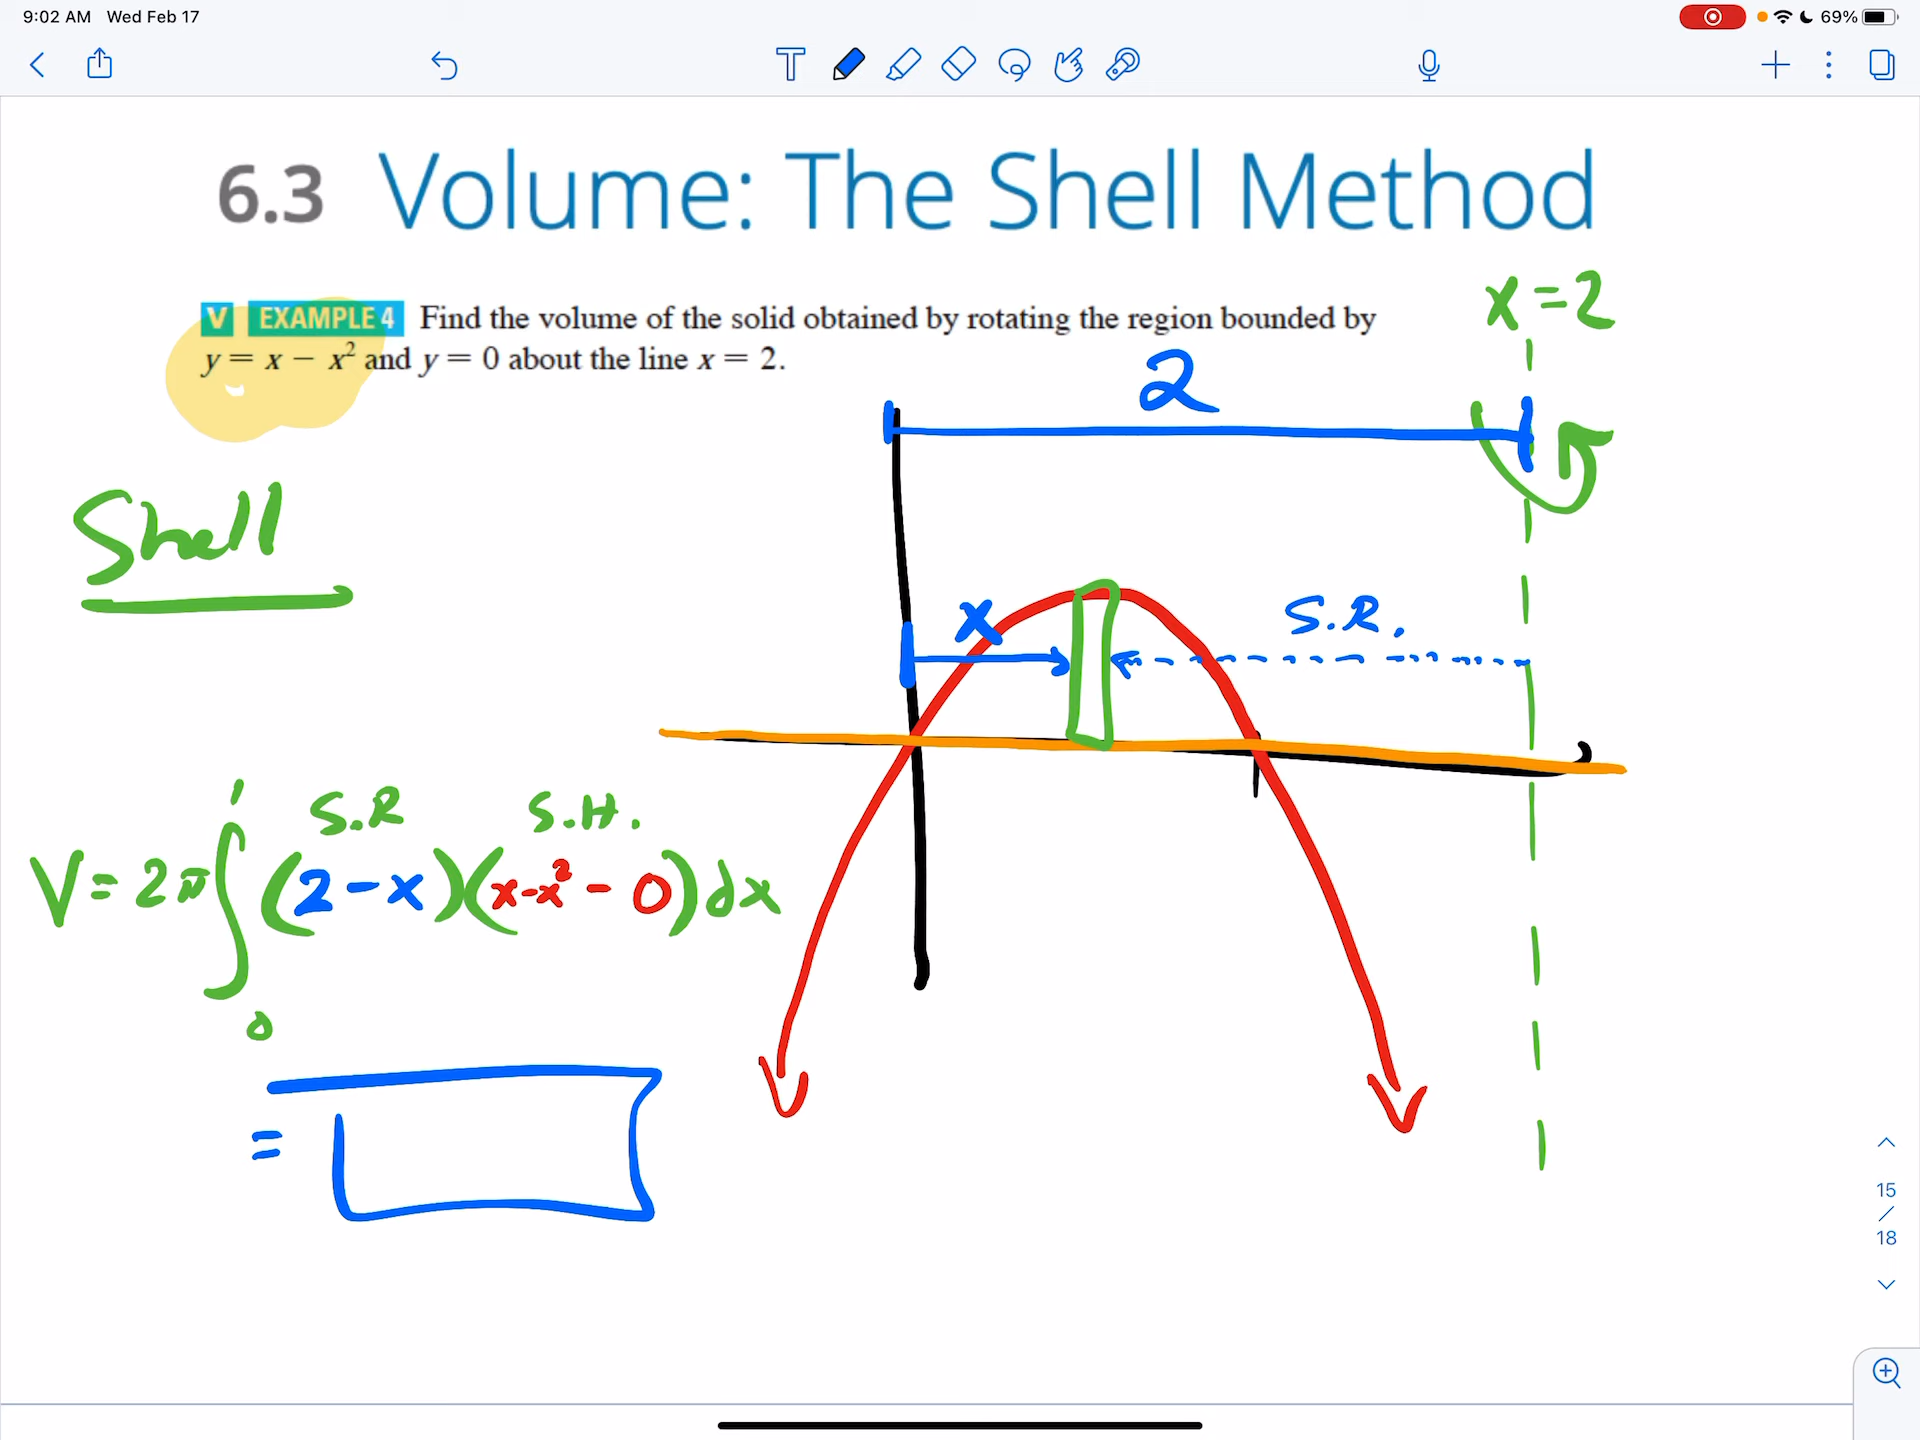 9:02 AM Wed Feb 17
69%
6.3 Volume: The Shell Method
V EXAMPLE 4 Find the volume of the solid obtained by rotating the region bounded by
y = x − x² and y = 0 about the line x = 2.
x = 2
2
Shell
x
S.R.
S.R S.H.
V = 2π∫₀¹ (2 - x)(x - x² - 0) dx
=
15
/
18